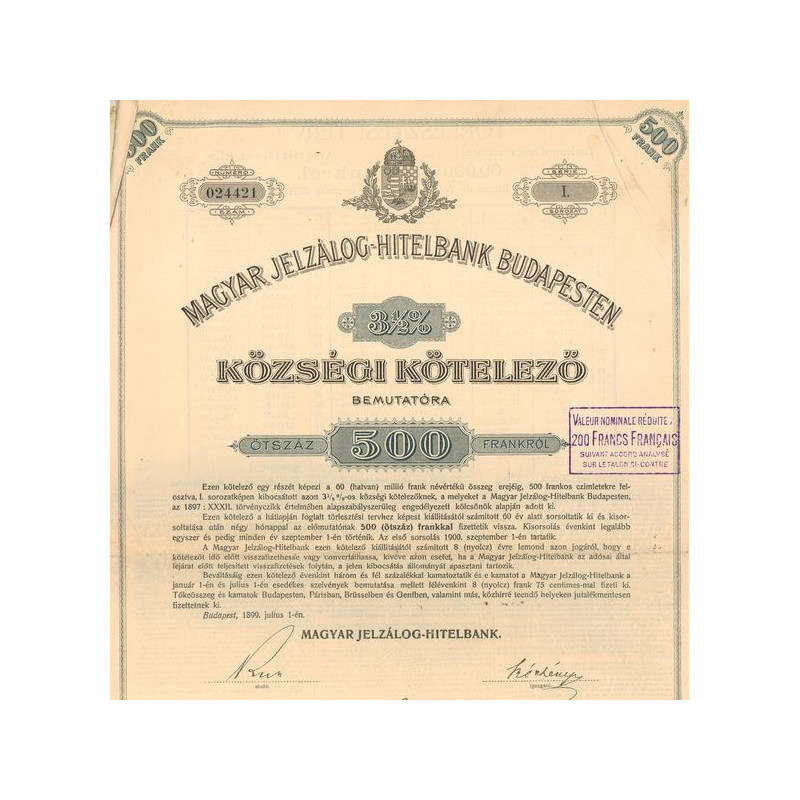 500
FRANK
500
FRANK
NUMERO
024421
SZÁM
SERIE
I.
SOROZAT
MAGYAR JELZÁLOG-HITELBANK BUDAPESTEN.
3½%
KÖZSÉGI KÖTELEZŐ
BEMUTATÓRA
ÖTSZÁZ 500 FRANKRÓL
VALEUR NOMINALE RÉDUITE À
200 FRANCS FRANÇAIS
SUIVANT ACCORD ANALYSÉ
SUR LE TALON CI-CONTRE
Ezen kötelező egy részét képezi a 60 (hatvan) millió frank névértékű összeg erejéig, 500 frankos czimletekre fel-
osztva, I. sorozatképen kibocsátott azon 3½%-os községi kötelezőknek, a melyeket a Magyar Jelzálog-Hitelbank Budapesten,
az 1897: XXXII. törvényczikk értelmében alapszabályszerüleg engedélyezett kölcsönök alapján adott ki.
Ezen kötelező a hátlapján foglalt törlesztési tervhez képest kiállításától számított 60 év alatt sorsoltatik ki és kisor-
soltatása után négy hónappal az előmutatónak 500 (ötszáz) frankkal fizettetik vissza. Kisorsolás évenkint legalább
egyszer és pedig minden év szeptember 1-én történik. Az első sorsolás 1900. szeptember 1-én tartatik.
A Magyar Jelzálog-Hitelbank ezen kötelező kiállításától számított 8 (nyolcz) évre lemond azon jogáról, hogy e
kötelezőt idő előtt visszafizethesse vagy convertálhassa, kivéve azon esetet, ha a Magyar Jelzálog-Hitelbank az adósai által
lejárat előtt teljesített visszafizetések folytán, a jelen kibocsátás állományát apasztani tartozik.
Beváltásáig ezen kötelező évenkint három és fél százalékkal kamatoztatik és e kamatot a Magyar Jelzálog-Hitelbank a
január 1-én és julius 1-én esedékes szelvények bemutatása mellett félévenkint 8 (nyolcz) frank 75 centimes-mal fizeti ki.
Tőkeösszeg és kamatok Budapesten, Párisban, Brüsselben és Genfben, valamint más, közhirré teendő helyeken jutalékmentesen
fizettetnek ki.
Budapest, 1899. julius 1-én.
MAGYAR JELZÁLOG-HITELBANK.
elnök.
igazgató.